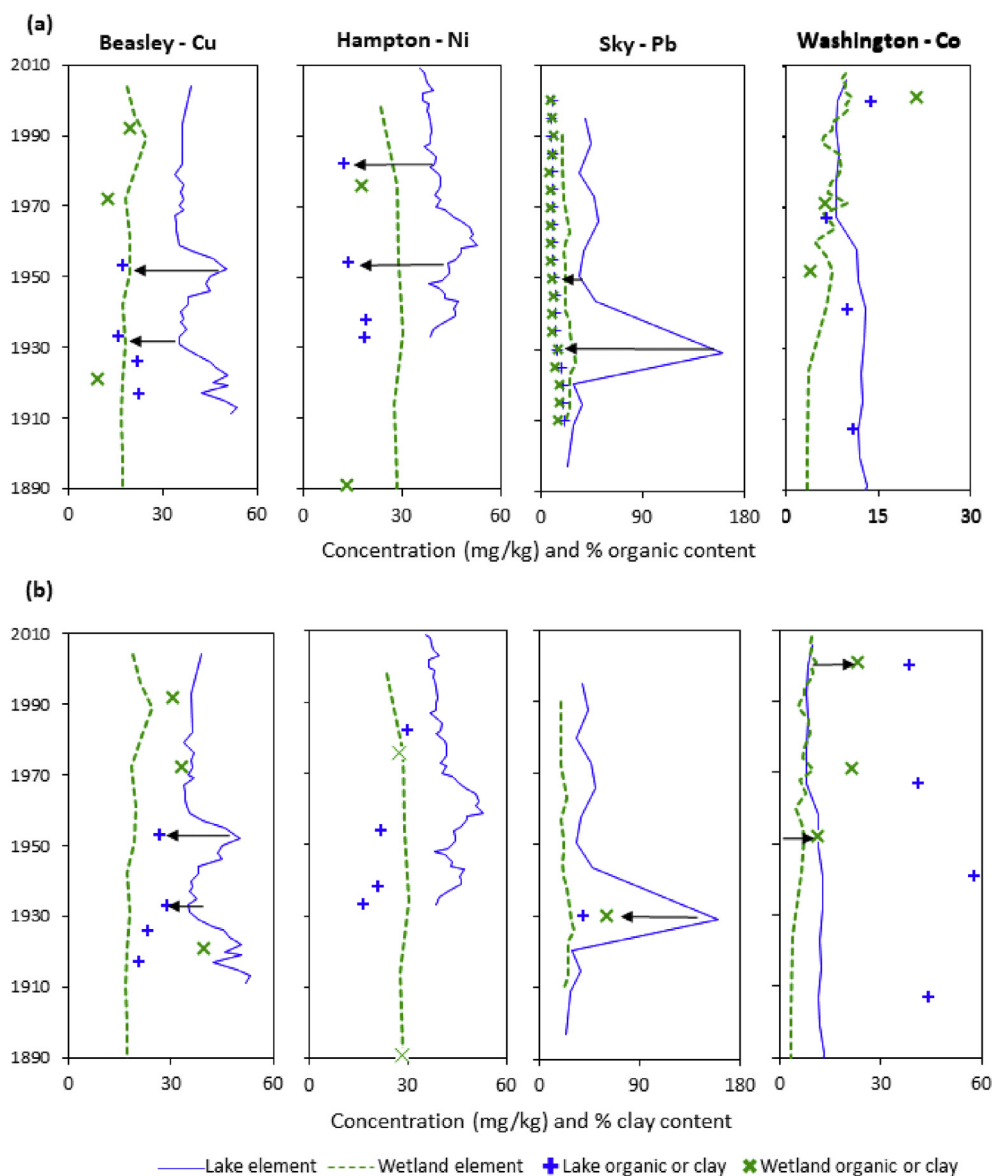 (a)
Beasley - Cu Hampton - Ni Sky - Pb Washington - Co
2010
1990
1970
1950
1930
1910
1890
0 30 60 0 30 60 0 90 180 0 15 30
Concentration (mg/kg) and % organic content
(b)
2010
1990
1970
1950
1930
1910
1890
0 30 60 0 30 60 0 90 180 0 30 60
Concentration (mg/kg) and % clay content
Lake element Wetland element Lake organic or clay Wetland organic or clay